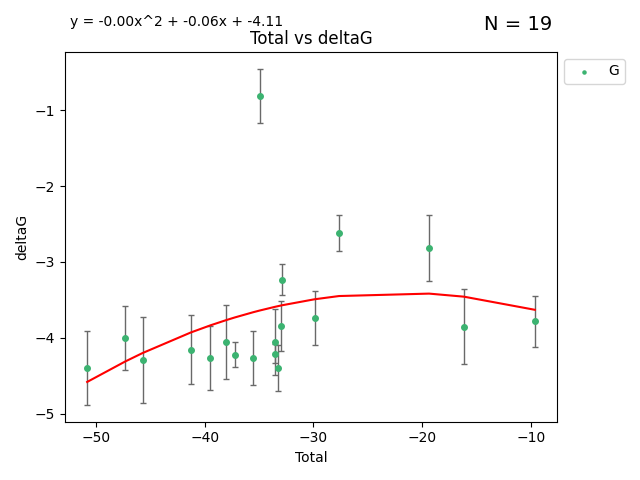 y = -0.00x^2 + -0.06x + -4.11
N = 19
Total vs deltaG
G
−1
−2
−3
−4
−5
deltaG
−50
−40
−30
−20
−10
Total